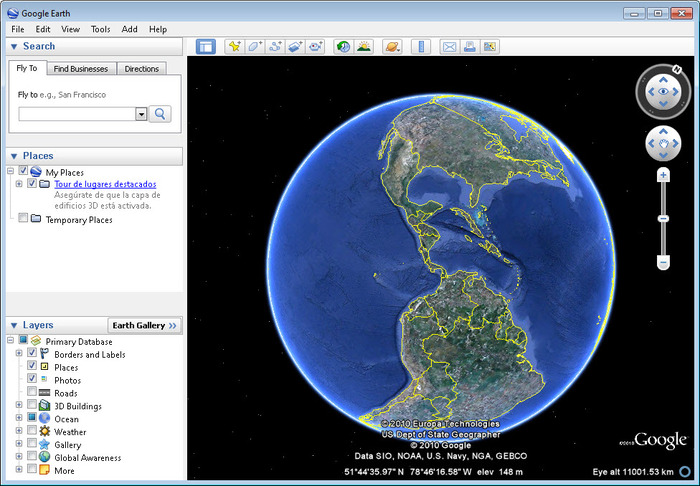 Google Earth
File Edit View Tools Add Help
Search
Fly To Find Businesses Directions
Fly to e.g., San Francisco
Places
My Places
Tour de lugares destacados
Asegúrate de que la capa de
edificios 3D está activada.
Temporary Places
Layers
Earth Gallery >>
Primary Database
Borders and Labels
Places
Photos
Roads
3D Buildings
Ocean
Weather
Gallery
Global Awareness
More
N
© 2010 Europa Technologies
US Dept of State Geographer
© 2010 Google
Data SIO, NOAA, U.S. Navy, NGA, GEBCO
©2010 Google
51°44'35.97" N 78°46'16.58" W elev 148 m
Eye alt 11001.53 km